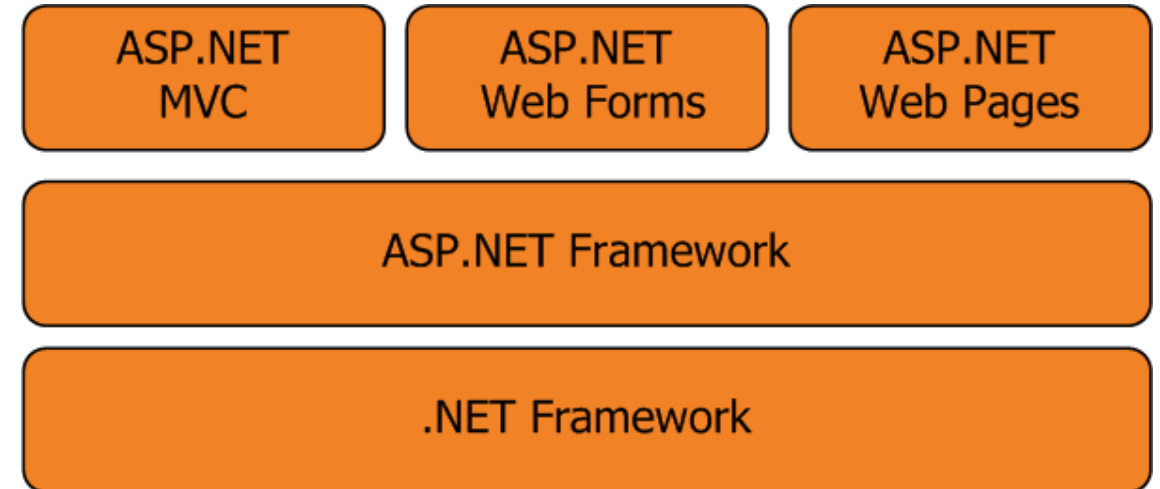 ASP.NET
MVC
ASP.NET
Web Forms
ASP.NET
Web Pages
ASP.NET Framework
.NET Framework